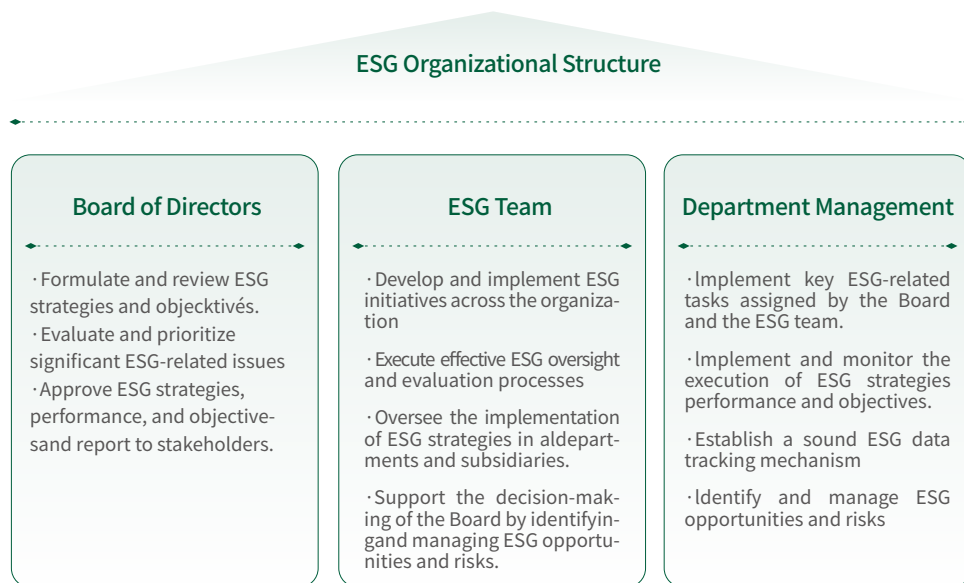 ESG Organizational Structure
Board of Directors
·Formulate and review ESG
strategies and objecktivés.
·Evaluate and prioritize
significant ESG-related issues
·Approve ESG strategies,
performance, and objective-
sand report to stakeholders.
ESG Team
·Develop and implement ESG
initiatives across the organiza-
tion
·Execute effective ESG oversight
and evaluation processes
·Oversee the implementation
of ESG strategies in aldepart-
ments and subsidiaries.
·Support the decision-mak-
ing of the Board by identifyin-
gand managing ESG opportu-
nities and risks.
Department Management
·Implement key ESG-related
tasks assigned by the Board
and the ESG team.
·Implement and monitor the
execution of ESG strategies
performance and objectives.
·Establish a sound ESG data
tracking mechanism
·Identify and manage ESG
opportunities and risks